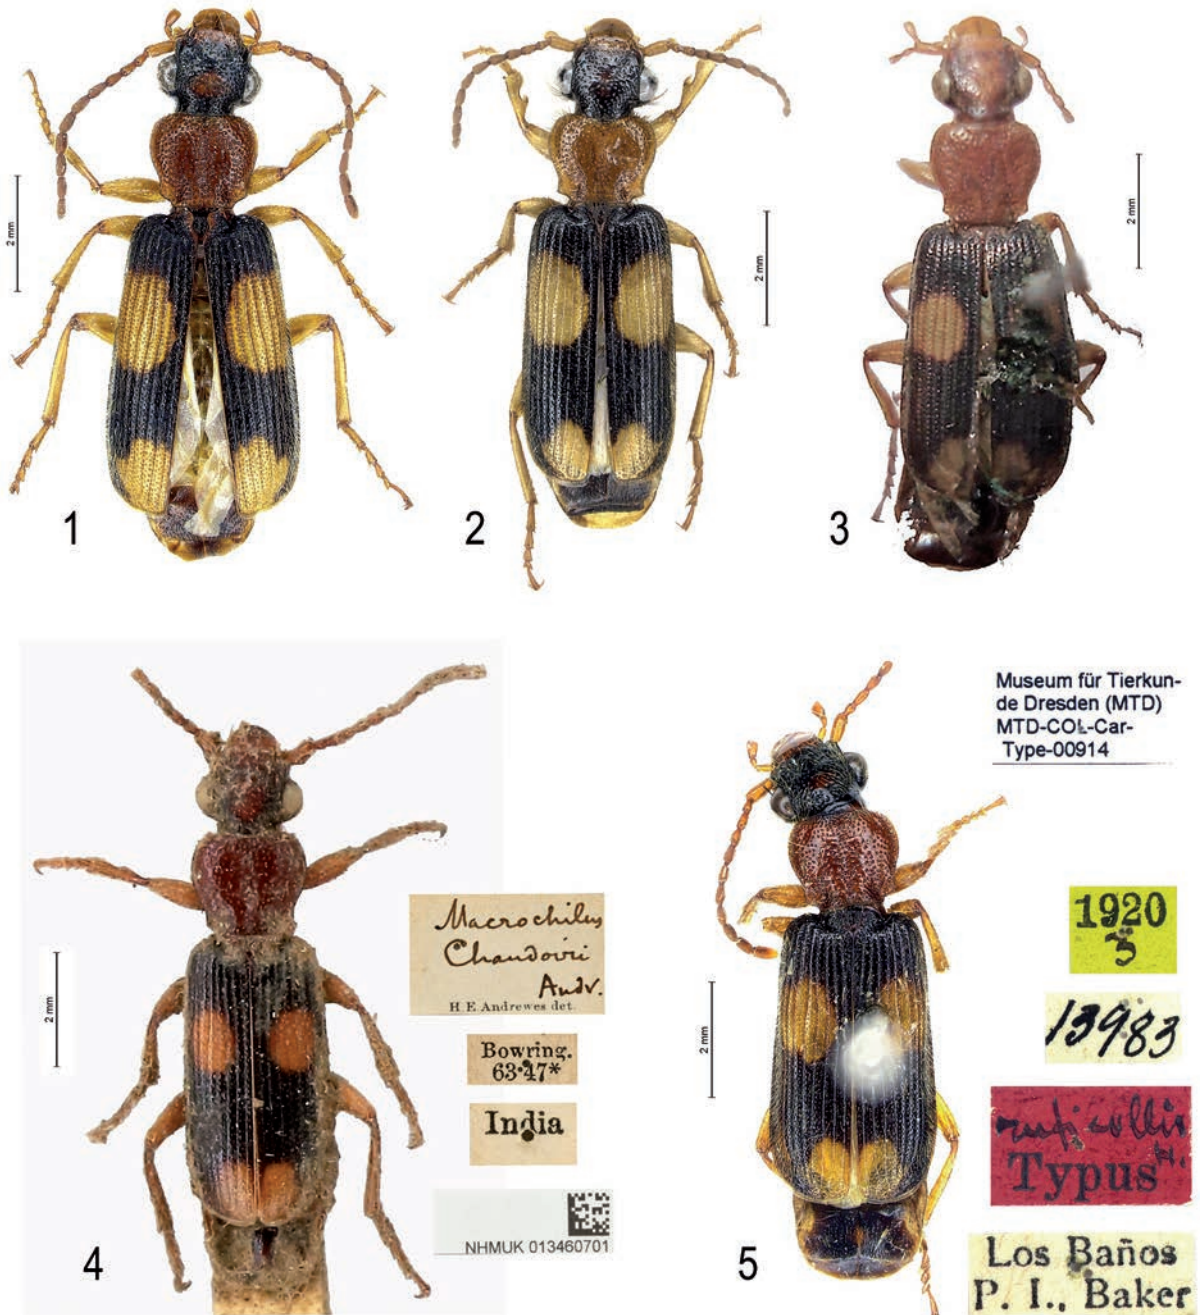 2 mm
1
2 mm
2
2 mm
3
2 mm
4
Macrochilus
Chaudoiri
Andr.
H. E. Andrewes det.
Bowring.
63·47*
India
NHMUK 013460701
2 mm
5
Museum für Tierkun-
de Dresden (MTD)
MTD-COL-Car-
Type-00914
1920
5
13983
ruficollis
Typus H.
Los Baños
P. I., Baker